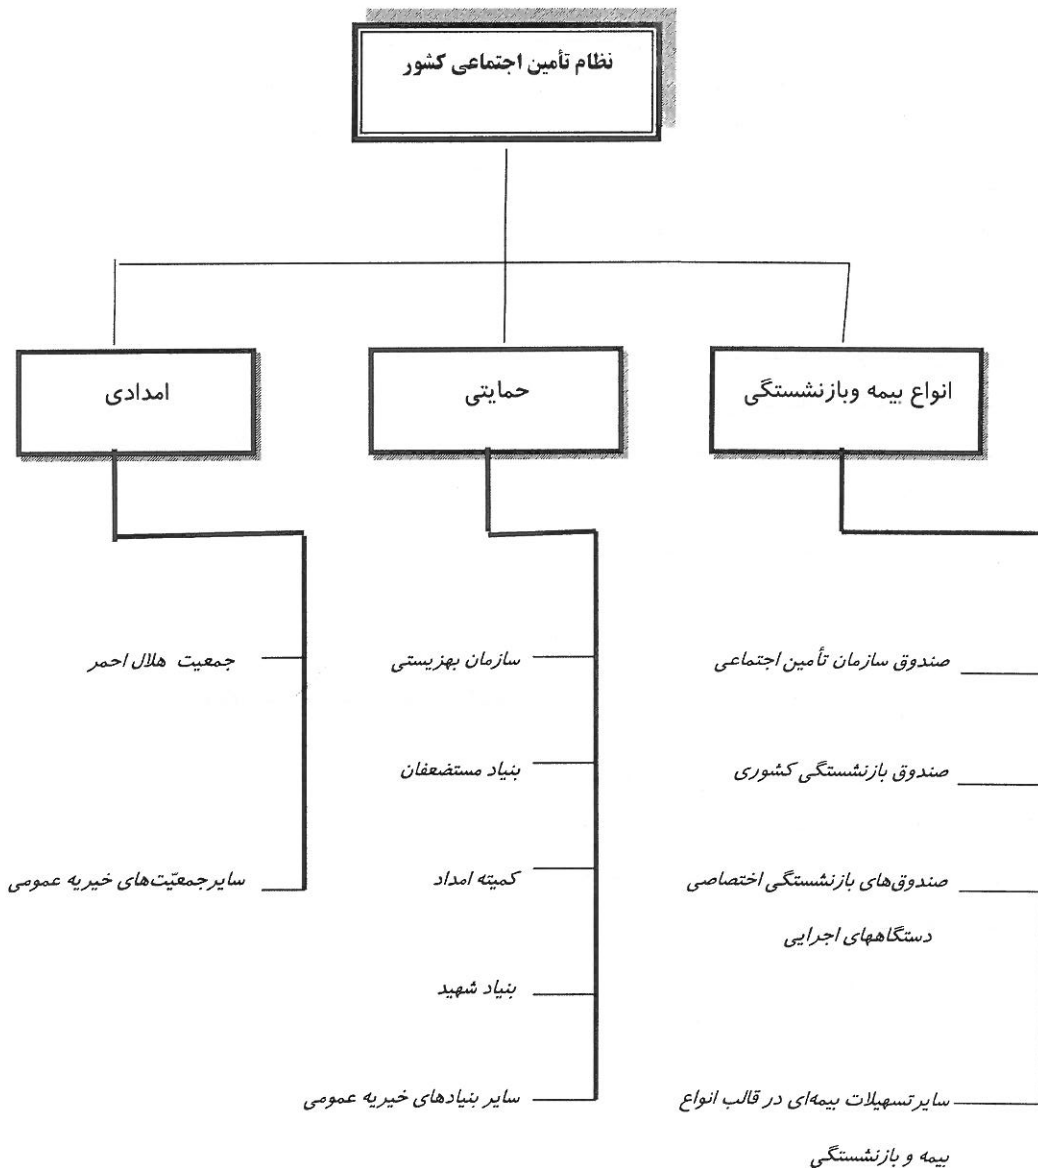 نظام تأمین اجتماعی کشور
انواع بیمه وبازنشستگی
حمایتی
امدادی
صندوق سازمان تأمین اجتماعی
صندوق بازنشستگی کشوری
صندوق‌های بازنشستگی اختصاصی
دستگاههای اجرایی
سایرتسهیلات بیمه‌ای در قالب انواع
بیمه و بازنشستگی
سازمان بهزیستی
بنیاد مستضعفان
کمیته امداد
بنیاد شهید
سایر بنیادهای خیریه عمومی
جمعیت هلال احمر
سایرجمعیّت‌های خیریه عمومی